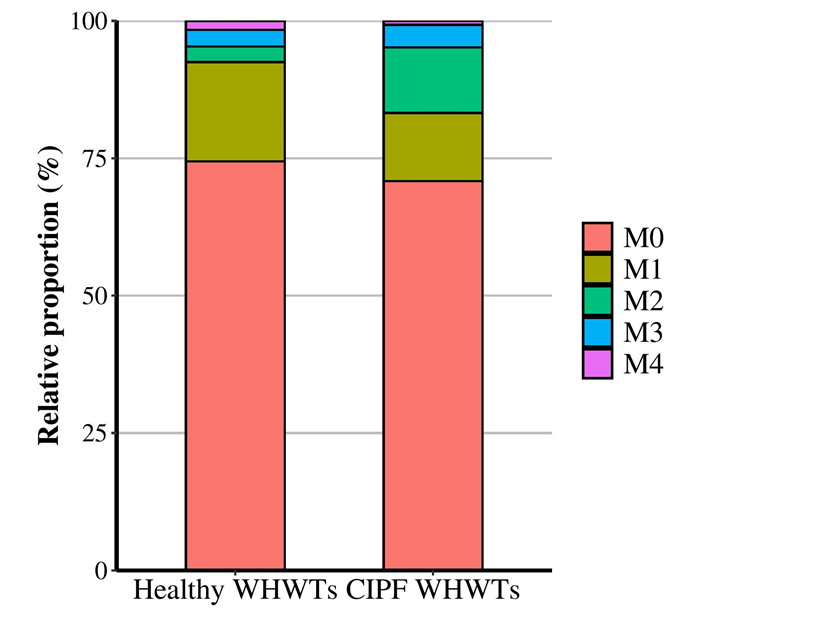 Relative proportion (%)
100
75
50
25
0
Healthy WHWTs
CIPF WHWTs
M0
M1
M2
M3
M4